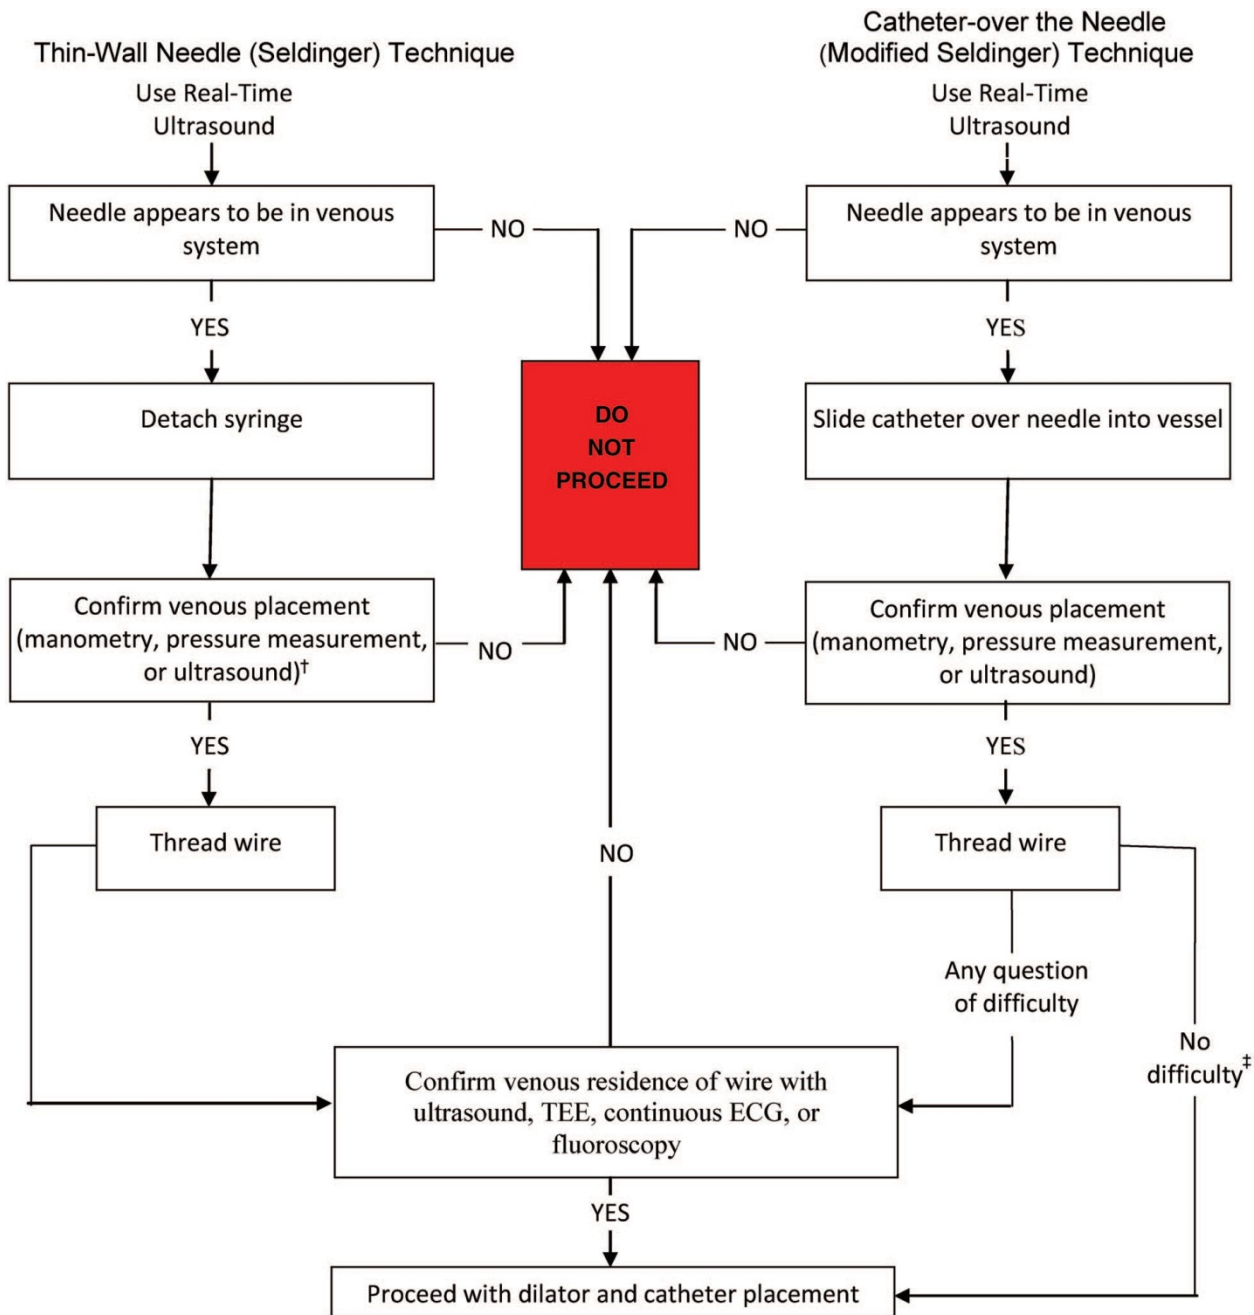 Thin-Wall Needle (Seldinger) Technique
Use Real-Time
Ultrasound
Needle appears to be in venous
system
NO
YES
Detach syringe
Confirm venous placement
(manometry, pressure measurement,
or ultrasound)†
NO
YES
Thread wire
Catheter-over the Needle
(Modified Seldinger) Technique
Use Real-Time
Ultrasound
Needle appears to be in venous
system
NO
YES
Slide catheter over needle into vessel
Confirm venous placement
(manometry, pressure measurement,
or ultrasound)
NO
YES
Thread wire
Any question
of difficulty
No
difficulty‡
DO
NOT
PROCEED
NO
Confirm venous residence of wire with
ultrasound, TEE, continuous ECG, or
fluoroscopy
YES
Proceed with dilator and catheter placement